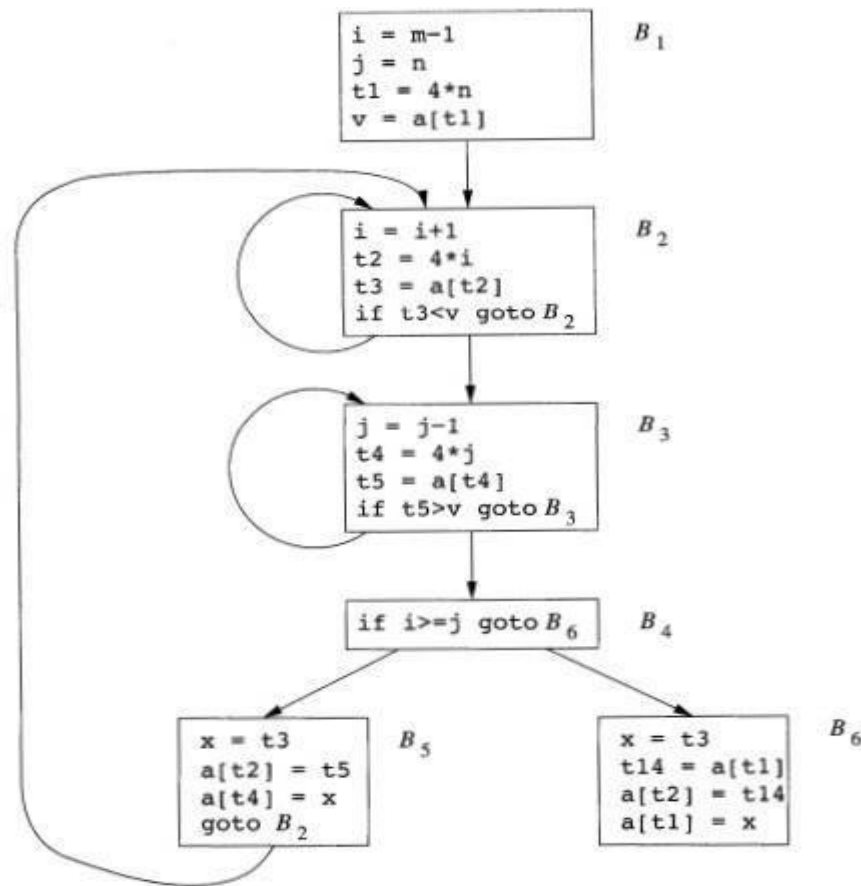 i = m-1
j = n
t1 = 4*n
v = a[t1]
B1
i = i+1
t2 = 4*i
t3 = a[t2]
if t3<v goto B2
B2
j = j-1
t4 = 4*j
t5 = a[t4]
if t5>v goto B3
B3
if i>=j goto B6
B4
x = t3
a[t2] = t5
a[t4] = x
goto B2
B5
x = t3
t14 = a[t1]
a[t2] = t14
a[t1] = x
B6